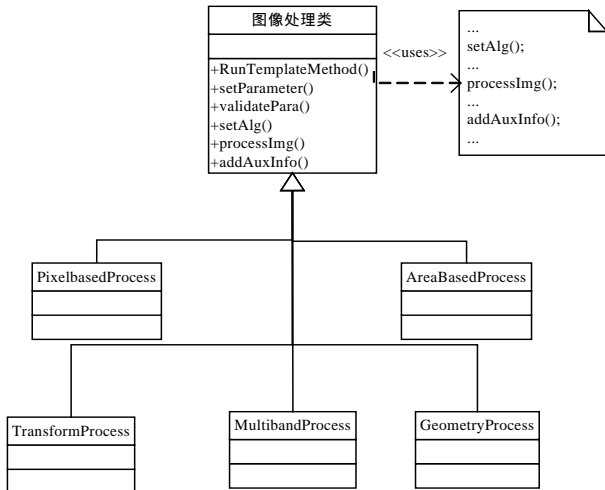 图像处理类
+RunTemplateMethod()
+setParameter()
+validatePara()
+setAlg()
+processImg()
+addAuxInfo()
<<uses>>
...
setAlg();
...
processImg();
...
addAuxInfo();
...
PixelbasedProcess
AreaBasedProcess
TransformProcess
MultibandProcess
GeometryProcess